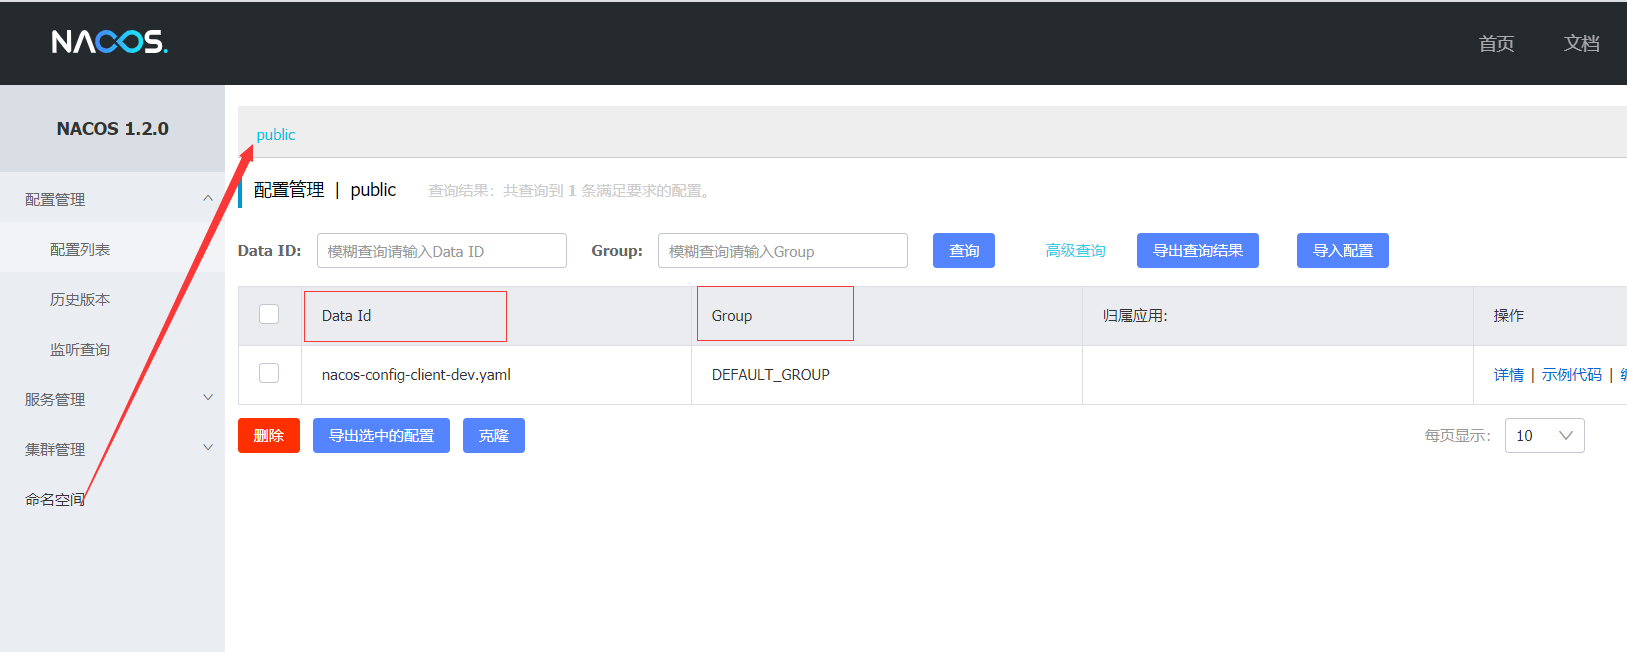 NACOS.
首页 文档
NACOS 1.2.0
public
配置管理 | public 查询结果：共查询到 1 条满足要求的配置。
配置管理
配置列表
历史版本
监听查询
服务管理
集群管理
命名空间
Data ID: 模糊查询请输入Data ID Group: 模糊查询请输入Group 查询 高级查询 导出查询结果 导入配置
Data Id Group 归属应用: 操作
nacos-config-client-dev.yaml DEFAULT_GROUP 详情 | 示例代码 |
删除 导出选中的配置 克隆 每页显示： 10